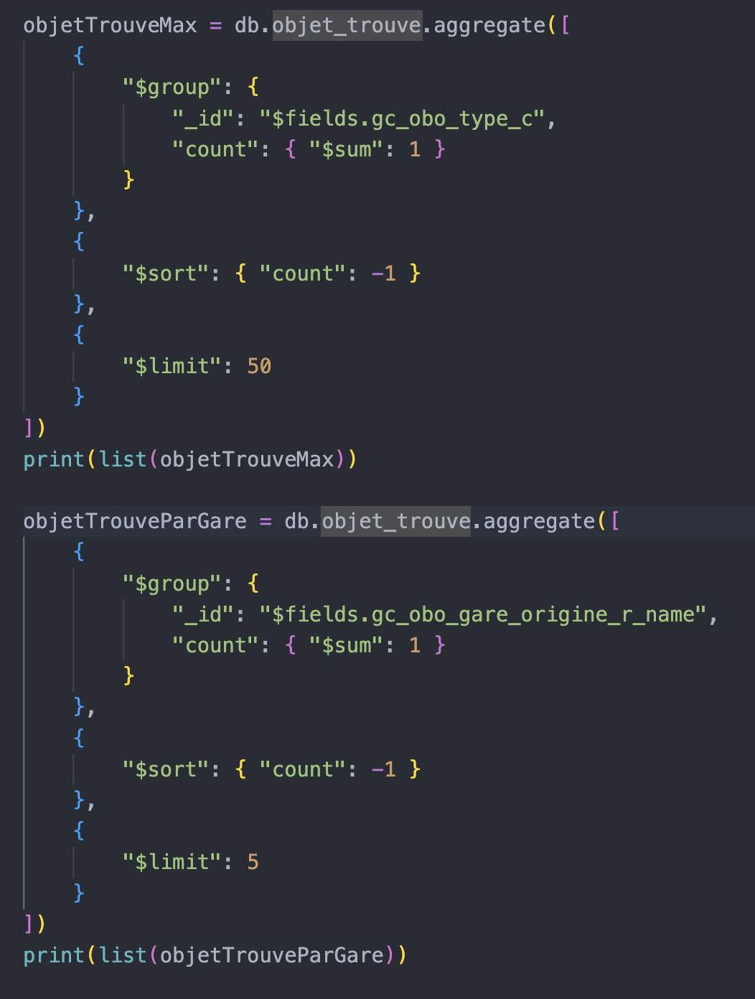 objetTrouveMax = db.objet_trouve.aggregate([
    {
        "$group": {
            "_id": "$fields.gc_obo_type_c",
            "count": { "$sum": 1 }
        }
    },
    {
        "$sort": { "count": -1 }
    },
    {
        "$limit": 50
    }
])
print(list(objetTrouveMax))

objetTrouveParGare = db.objet_trouve.aggregate([
    {
        "$group": {
            "_id": "$fields.gc_obo_gare_origine_r_name",
            "count": { "$sum": 1 }
        }
    },
    {
        "$sort": { "count": -1 }
    },
    {
        "$limit": 5
    }
])
print(list(objetTrouveParGare))